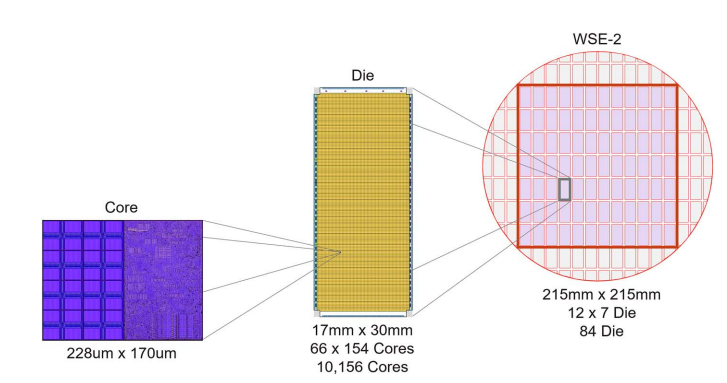 WSE-2
Die
Core
228um x 170um
17mm x 30mm
66 x 154 Cores
10,156 Cores
215mm x 215mm
12 x 7 Die
84 Die